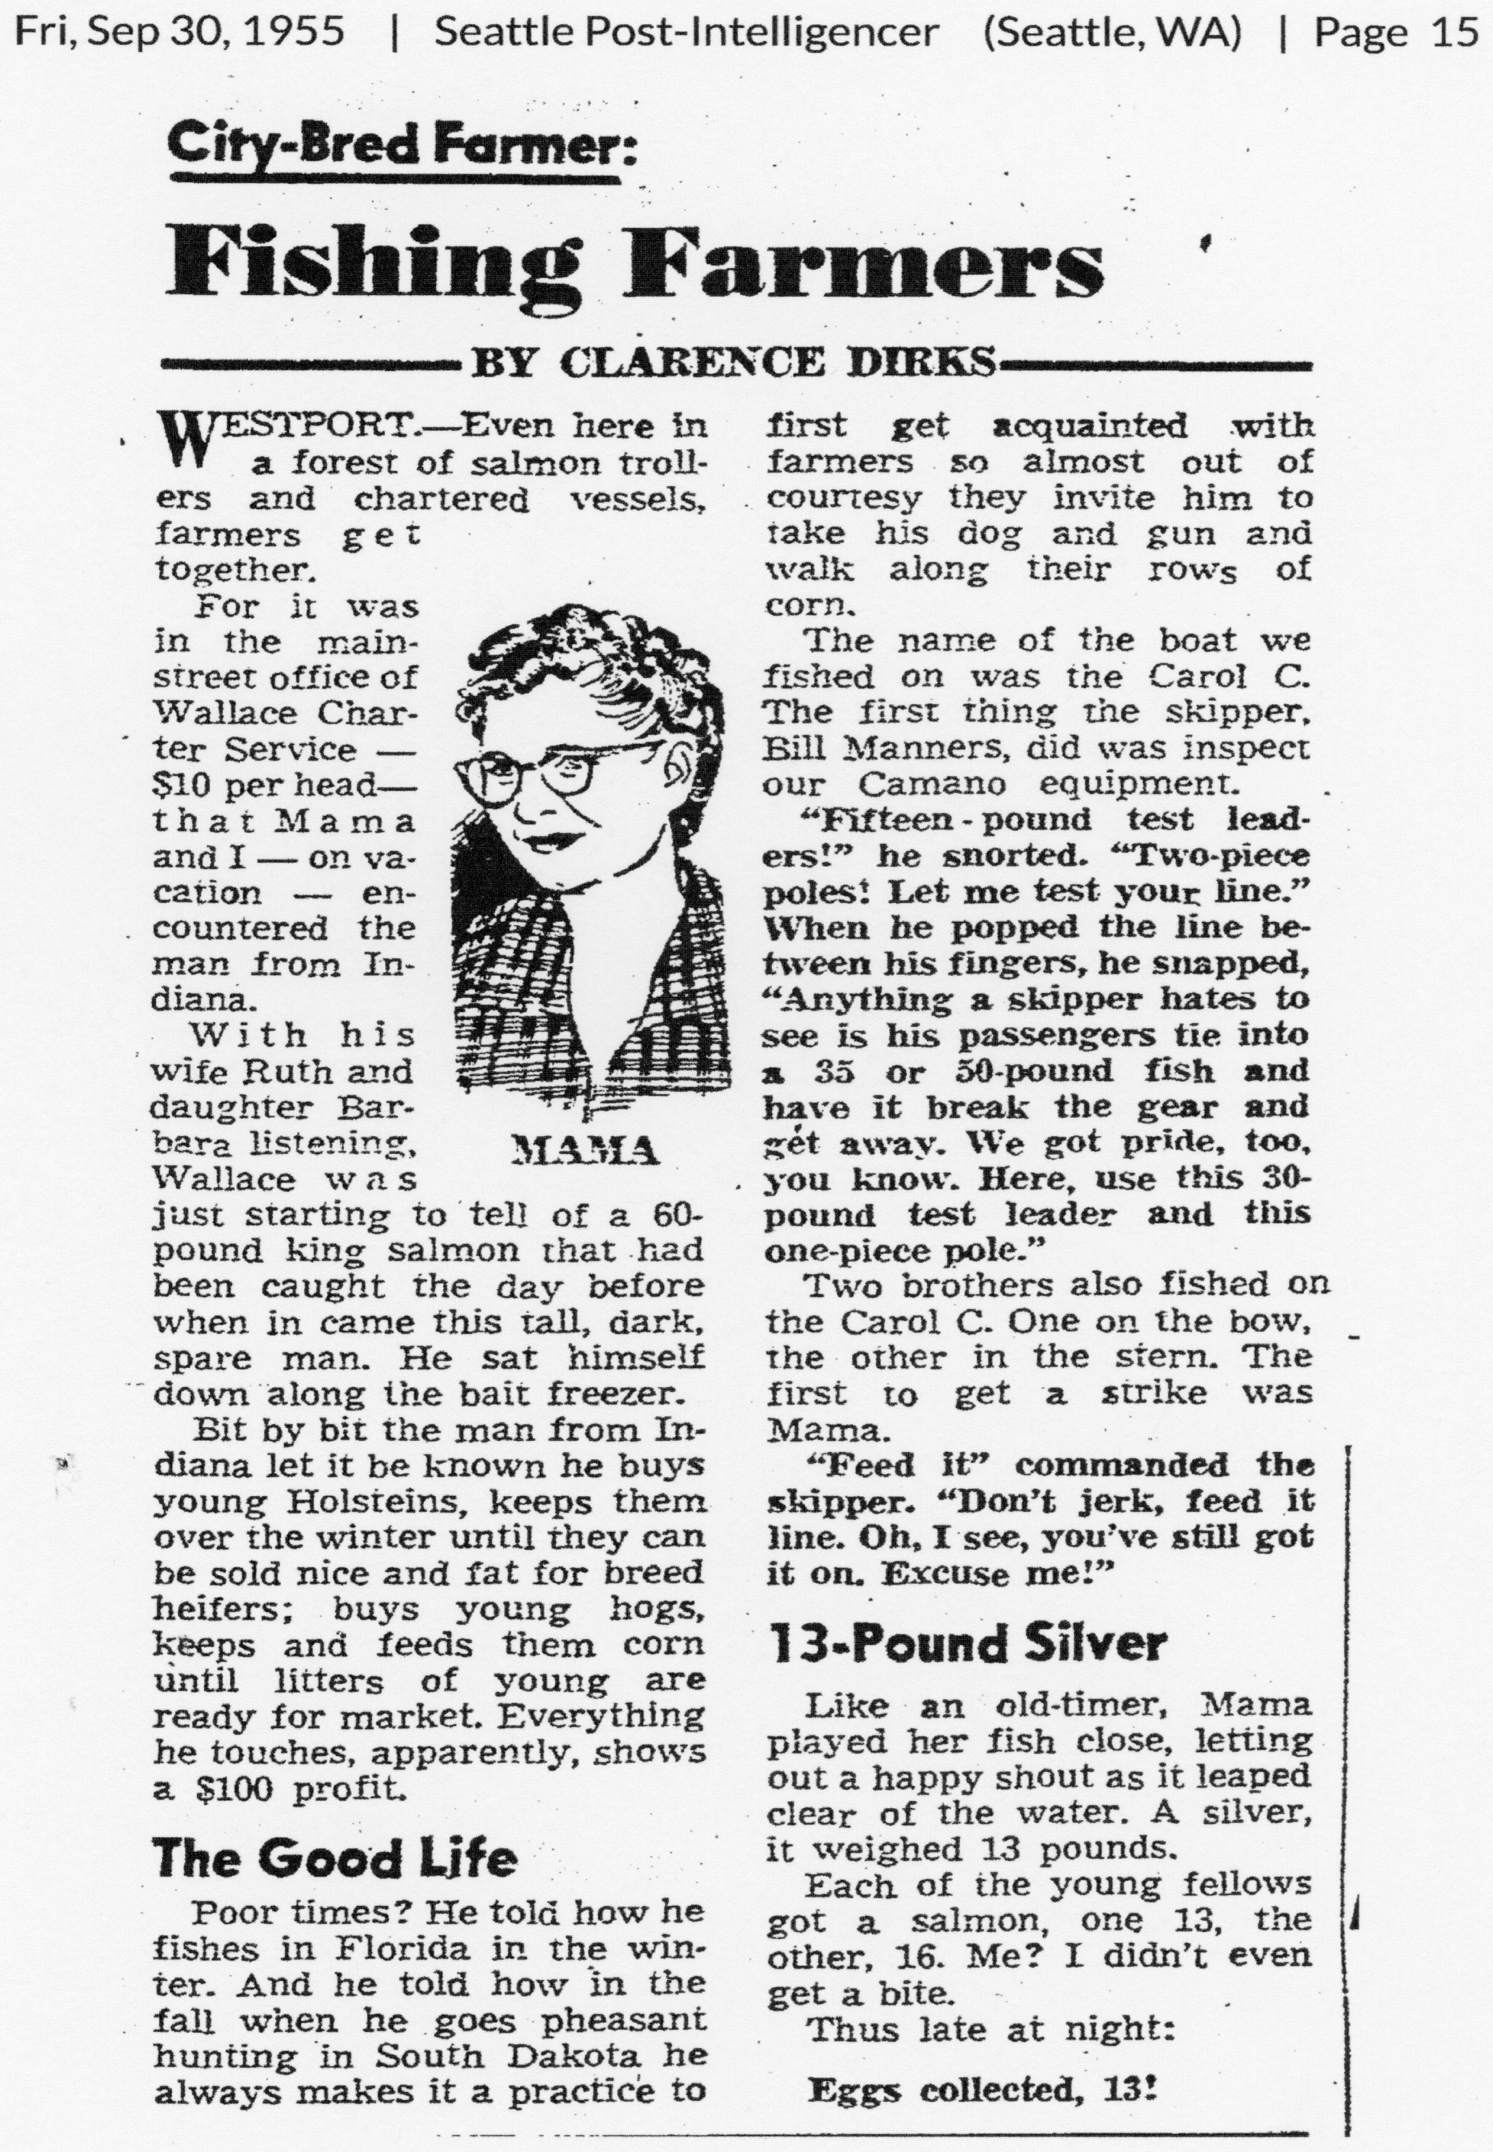 Fri, Sep 30, 1955 | Seattle Post-Intelligencer (Seattle, WA) | Page 15
City-Bred Farmer:
Fishing Farmers
BY CLARENCE DIRKS
WESTPORT.—Even here in
a forest of salmon troll-
ers and chartered vessels,
farmers get
together.
For it was
in the main-
street office of
Wallace Char-
ter Service —
$10 per head—
that Mama
and I — on va-
cation — en-
countered the
man from In-
diana.
With his
wife Ruth and
daughter Bar-
bara listening,
Wallace was
MAMA
just starting to tell of a 60-
pound king salmon that had
been caught the day before
when in came this tall, dark,
spare man. He sat himself
down along the bait freezer.
Bit by bit the man from In-
diana let it be known he buys
young Holsteins, keeps them
over the winter until they can
be sold nice and fat for breed
heifers; buys young hogs,
keeps and feeds them corn
until litters of young are
ready for market. Everything
he touches, apparently, shows
a $100 profit.
The Good Life
Poor times? He told how he
fishes in Florida in the win-
ter. And he told how in the
fall when he goes pheasant
hunting in South Dakota he
always makes it a practice to
first get acquainted with
farmers so almost out of
courtesy they invite him to
take his dog and gun and
walk along their rows of
corn.
The name of the boat we
fished on was the Carol C.
The first thing the skipper,
Bill Manners, did was inspect
our Camano equipment.
"Fifteen-pound test lead-
ers!" he snorted. "Two-piece
poles! Let me test your line."
When he popped the line be-
tween his fingers, he snapped,
"Anything a skipper hates to
see is his passengers tie into
a 35 or 50-pound fish and
have it break the gear and
get away. We got pride, too,
you know. Here, use this 30-
pound test leader and this
one-piece pole."
Two brothers also fished on
the Carol C. One on the bow,
the other in the stern. The
first to get a strike was
Mama.
"Feed it" commanded the
skipper. "Don't jerk, feed it
line. Oh, I see, you've still got
it on. Excuse me!"
13-Pound Silver
Like an old-timer, Mama
played her fish close, letting
out a happy shout as it leaped
clear of the water. A silver,
it weighed 13 pounds.
Each of the young fellows
got a salmon, one 13, the
other, 16. Me? I didn't even
get a bite.
Thus late at night:
Eggs collected, 13!